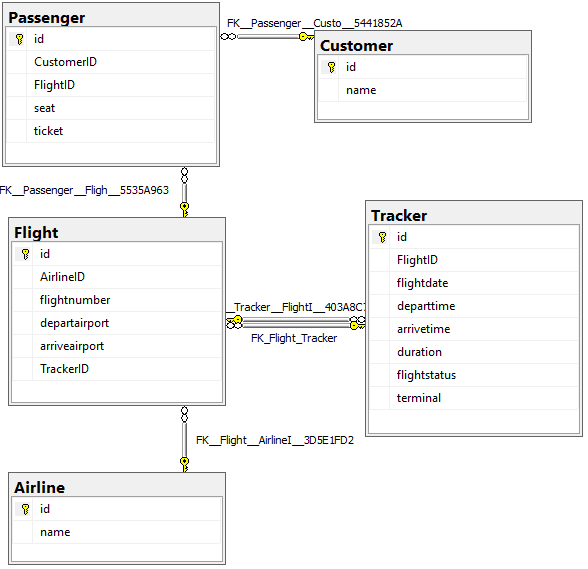 Passenger
id
CustomerID
FlightID
seat
ticket
FK__Passenger__Custo__5441852A
Customer
id
name
FK__Passenger__Fligh__5535A963
Flight
id
AirlineID
flightnumber
departairport
arriveairport
TrackerID
__Tracker__FlightI__403A8C7
FK_Flight_Tracker
Tracker
id
FlightID
flightdate
departtime
arrivetime
duration
flightstatus
terminal
FK__Flight__AirlineI__3D5E1FD2
Airline
id
name